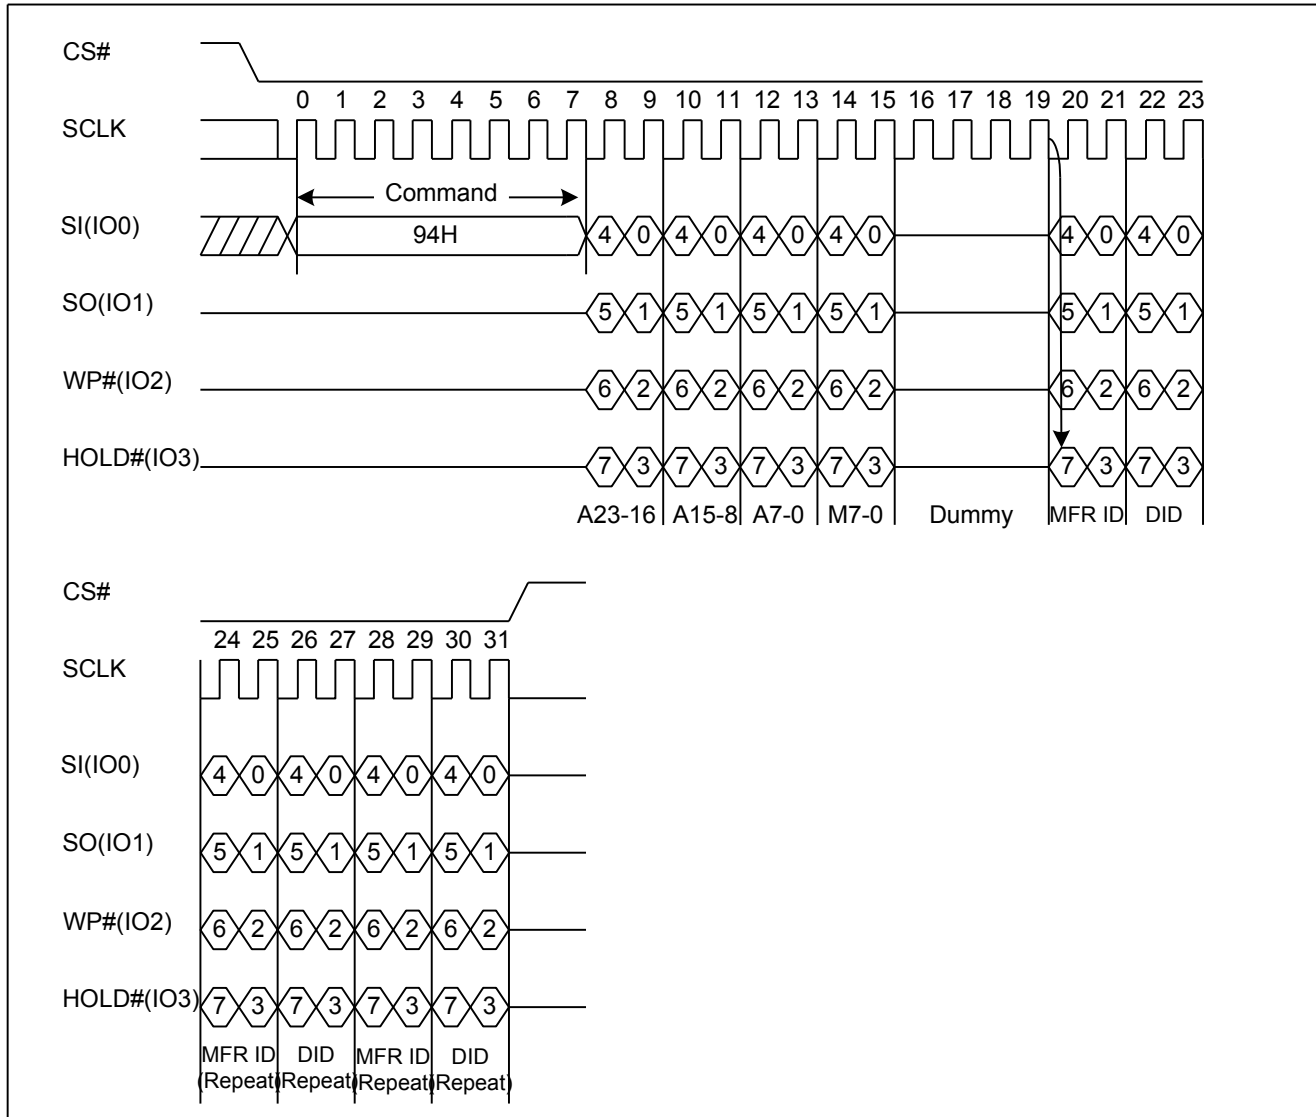 CS#
0 1 2 3 4 5 6 7 8 9 10 11 12 13 14 15 16 17 18 19 20 21 22 23
SCLK
Command
SI(IO0) 94H 4 0 4 0 4 0 4 0 4 0 4 0
SO(IO1) 5 1 5 1 5 1 5 1 5 1 5 1
WP#(IO2) 6 2 6 2 6 2 6 2 6 2 6 2
HOLD#(IO3) 7 3 7 3 7 3 7 3 7 3 7 3
A23-16 A15-8 A7-0 M7-0 Dummy MFR ID DID
CS#
24 25 26 27 28 29 30 31
SCLK
SI(IO0) 4 0 4 0 4 0 4 0
SO(IO1) 5 1 5 1 5 1 5 1
WP#(IO2) 6 2 6 2 6 2 6 2
HOLD#(IO3) 7 3 7 3 7 3 7 3
MFR ID DID MFR ID DID
(Repeat) (Repeat) (Repeat) (Repeat)